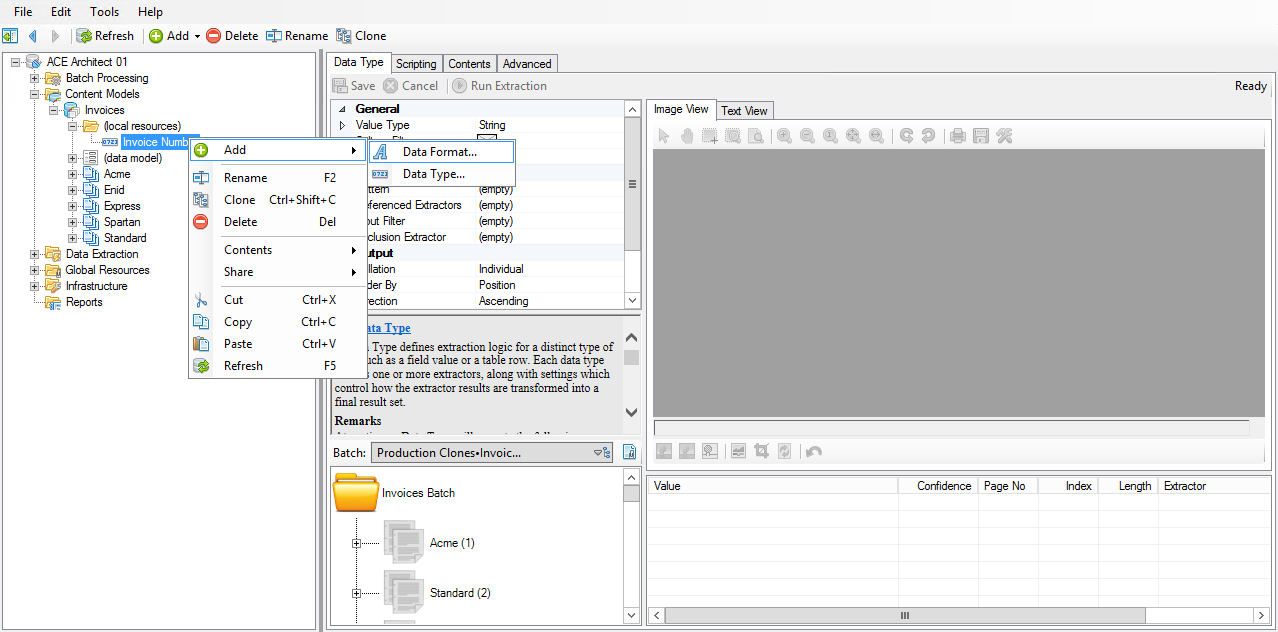 File Edit Tools Help
Refresh Add Delete Rename Clone
ACE Architect 01
Batch Processing
Content Models
Invoices
(local resources)
Invoice Numb
(data model)
Acme
Enid
Express
Spartan
Standard
Data Extraction
Global Resources
Infrastructure
Reports
Add
Rename F2
Clone Ctrl+Shift+C
Delete Del
Contents
Share
Cut Ctrl+X
Copy Ctrl+C
Paste Ctrl+V
Refresh F5
Data Format...
Data Type...
Data Type Scripting Contents Advanced
Save Cancel Run Extraction
Ready
General
Value Type String
(empty)
ferenced Extractors (empty)
put Filter (empty)
clusion Extractor (empty)
utput
llation Individual
der By Position
rection Ascending
ata Type
Type defines extraction logic for a distinct type of
uch as a field value or a table row. Each data type
s one or more extractors, along with settings which
control how the extractor results are transformed into a
final result set.
Remarks
Batch: Production Clones•Invoic...
Invoices Batch
Acme (1)
Standard (2)
Image View Text View
Value Confidence Page No Index Length Extractor